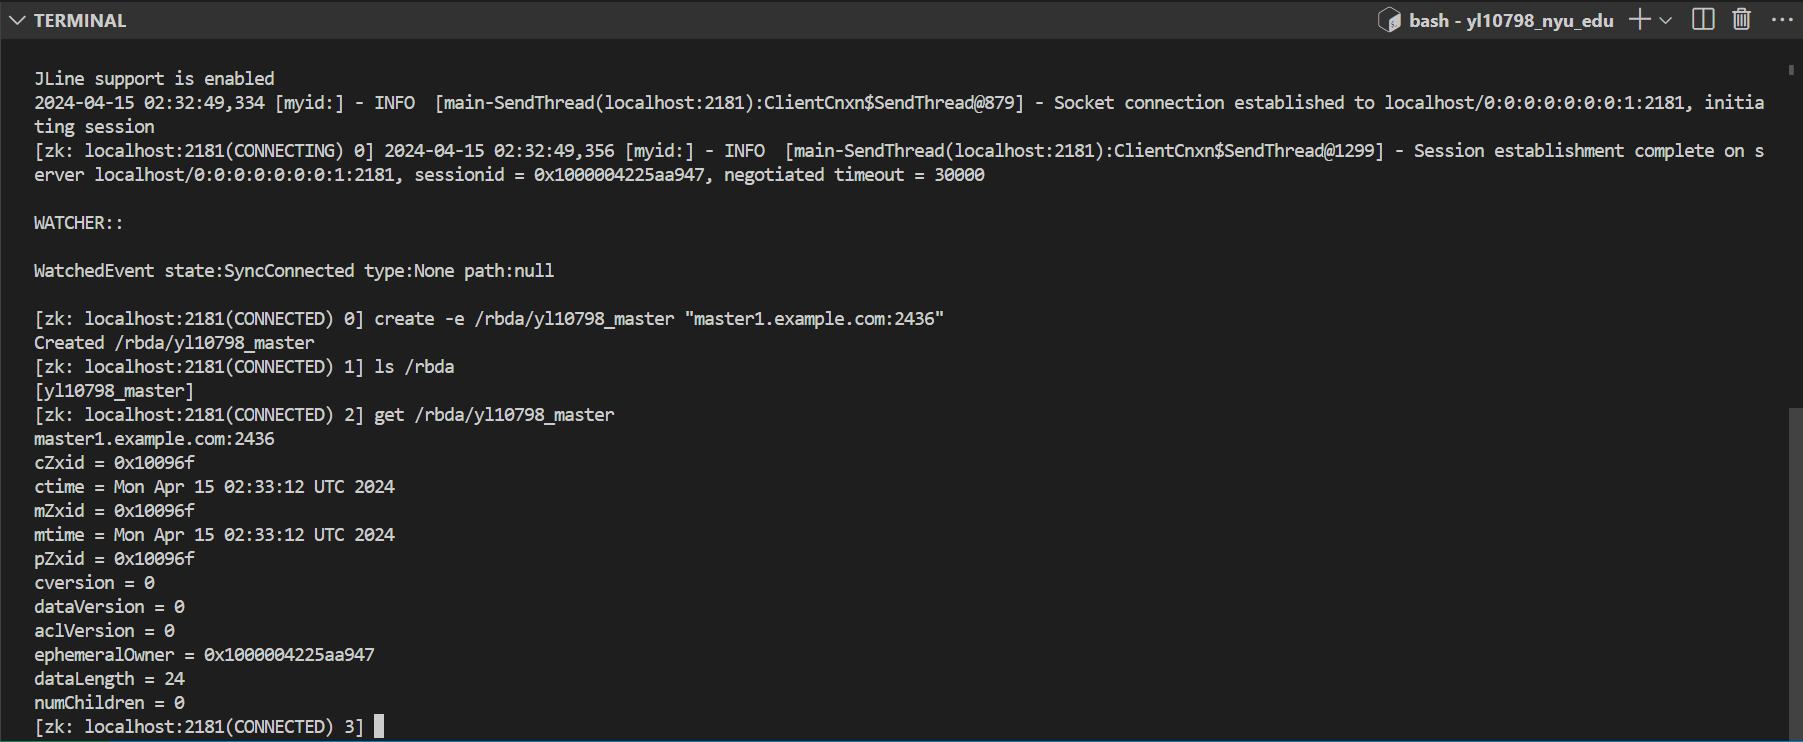 TERMINAL
bash - yl10798_nyu_edu
JLine support is enabled
2024-04-15 02:32:49,334 [myid:] - INFO  [main-SendThread(localhost:2181):ClientCnxn$SendThread@879] - Socket connection established to localhost/0:0:0:0:0:0:0:1:2181, initia
ting session
[zk: localhost:2181(CONNECTING) 0] 2024-04-15 02:32:49,356 [myid:] - INFO  [main-SendThread(localhost:2181):ClientCnxn$SendThread@1299] - Session establishment complete on s
erver localhost/0:0:0:0:0:0:0:1:2181, sessionid = 0x1000004225aa947, negotiated timeout = 30000
WATCHER::
WatchedEvent state:SyncConnected type:None path:null
[zk: localhost:2181(CONNECTED) 0] create -e /rbda/yl10798_master "master1.example.com:2436"
Created /rbda/yl10798_master
[zk: localhost:2181(CONNECTED) 1] ls /rbda
[yl10798_master]
[zk: localhost:2181(CONNECTED) 2] get /rbda/yl10798_master
master1.example.com:2436
cZxid = 0x10096f
ctime = Mon Apr 15 02:33:12 UTC 2024
mZxid = 0x10096f
mtime = Mon Apr 15 02:33:12 UTC 2024
pZxid = 0x10096f
cversion = 0
dataVersion = 0
aclVersion = 0
ephemeralOwner = 0x1000004225aa947
dataLength = 24
numChildren = 0
[zk: localhost:2181(CONNECTED) 3]